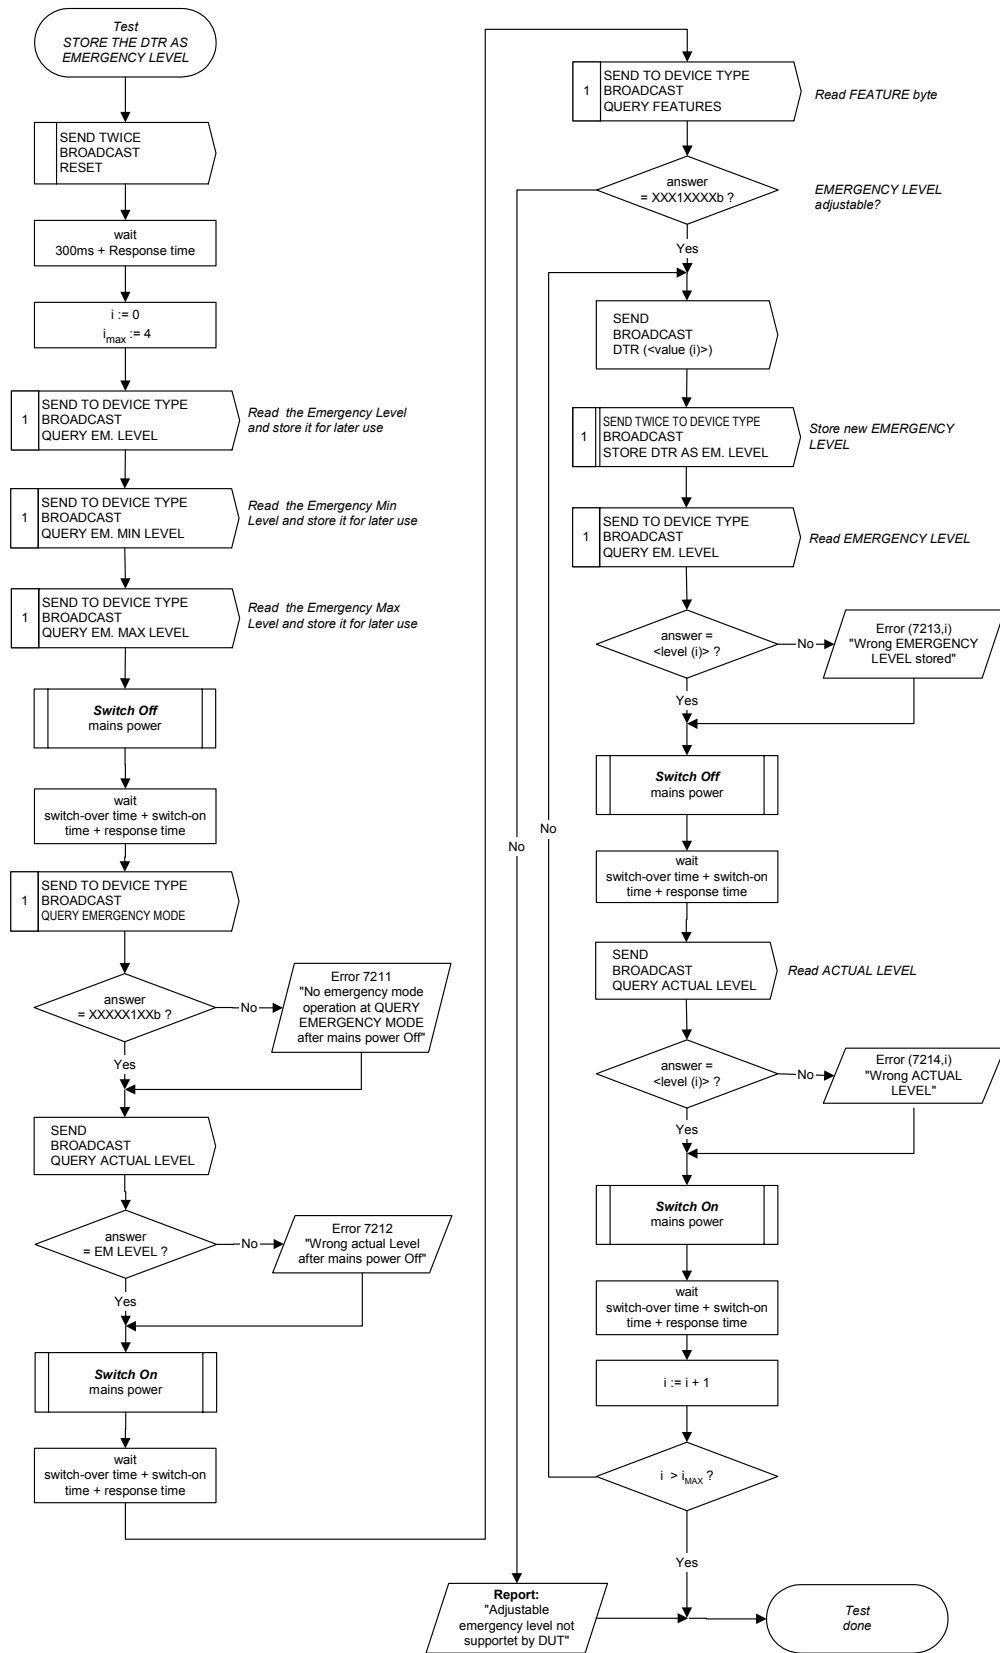 Test
STORE THE DTR AS
EMERGENCY LEVEL
SEND TWICE
BROADCAST
RESET
wait
300ms + Response time
i := 0
imax := 4
1
SEND TO DEVICE TYPE
BROADCAST
QUERY EM. LEVEL
Read the Emergency Level
and store it for later use
1
SEND TO DEVICE TYPE
BROADCAST
QUERY EM. MIN LEVEL
Read the Emergency Min
Level and store it for later use
1
SEND TO DEVICE TYPE
BROADCAST
QUERY EM. MAX LEVEL
Read the Emergency Max
Level and store it for later use
Switch Off
mains power
wait
switch-over time + switch-on
time + response time
1
SEND TO DEVICE TYPE
BROADCAST
QUERY EMERGENCY MODE
answer
= XXXXX1XXb ?
No
Error 7211
"No emergency mode
operation at QUERY
EMERGENCY MODE
after mains power Off"
Yes
SEND
BROADCAST
QUERY ACTUAL LEVEL
answer
= EM LEVEL ?
No
Error 7212
"Wrong actual Level
after mains power Off"
Yes
Switch On
mains power
wait
switch-over time + switch-on
time + response time
1
SEND TO DEVICE TYPE
BROADCAST
QUERY FEATURES
Read FEATURE byte
answer
= XXX1XXXXb ?
EMERGENCY LEVEL
adjustable?
Yes
SEND
BROADCAST
DTR (<value (i)>)
1
SEND TWICE TO DEVICE TYPE
BROADCAST
STORE DTR AS EM. LEVEL
Store new EMERGENCY
LEVEL
1
SEND TO DEVICE TYPE
BROADCAST
QUERY EM. LEVEL
Read EMERGENCY LEVEL
answer =
<level (i)> ?
No
Error (7213,i)
"Wrong EMERGENCY
LEVEL stored"
Yes
Switch Off
mains power
No
No
wait
switch-over time + switch-on
time + response time
SEND
BROADCAST
QUERY ACTUAL LEVEL
Read ACTUAL LEVEL
answer =
<level (i)> ?
No
Error (7214,i)
"Wrong ACTUAL
LEVEL"
Yes
Switch On
mains power
wait
switch-over time + switch-on
time + response time
i := i + 1
i > iMAX ?
Yes
Report:
"Adjustable
emergency level not
supportet by DUT"
Test
done